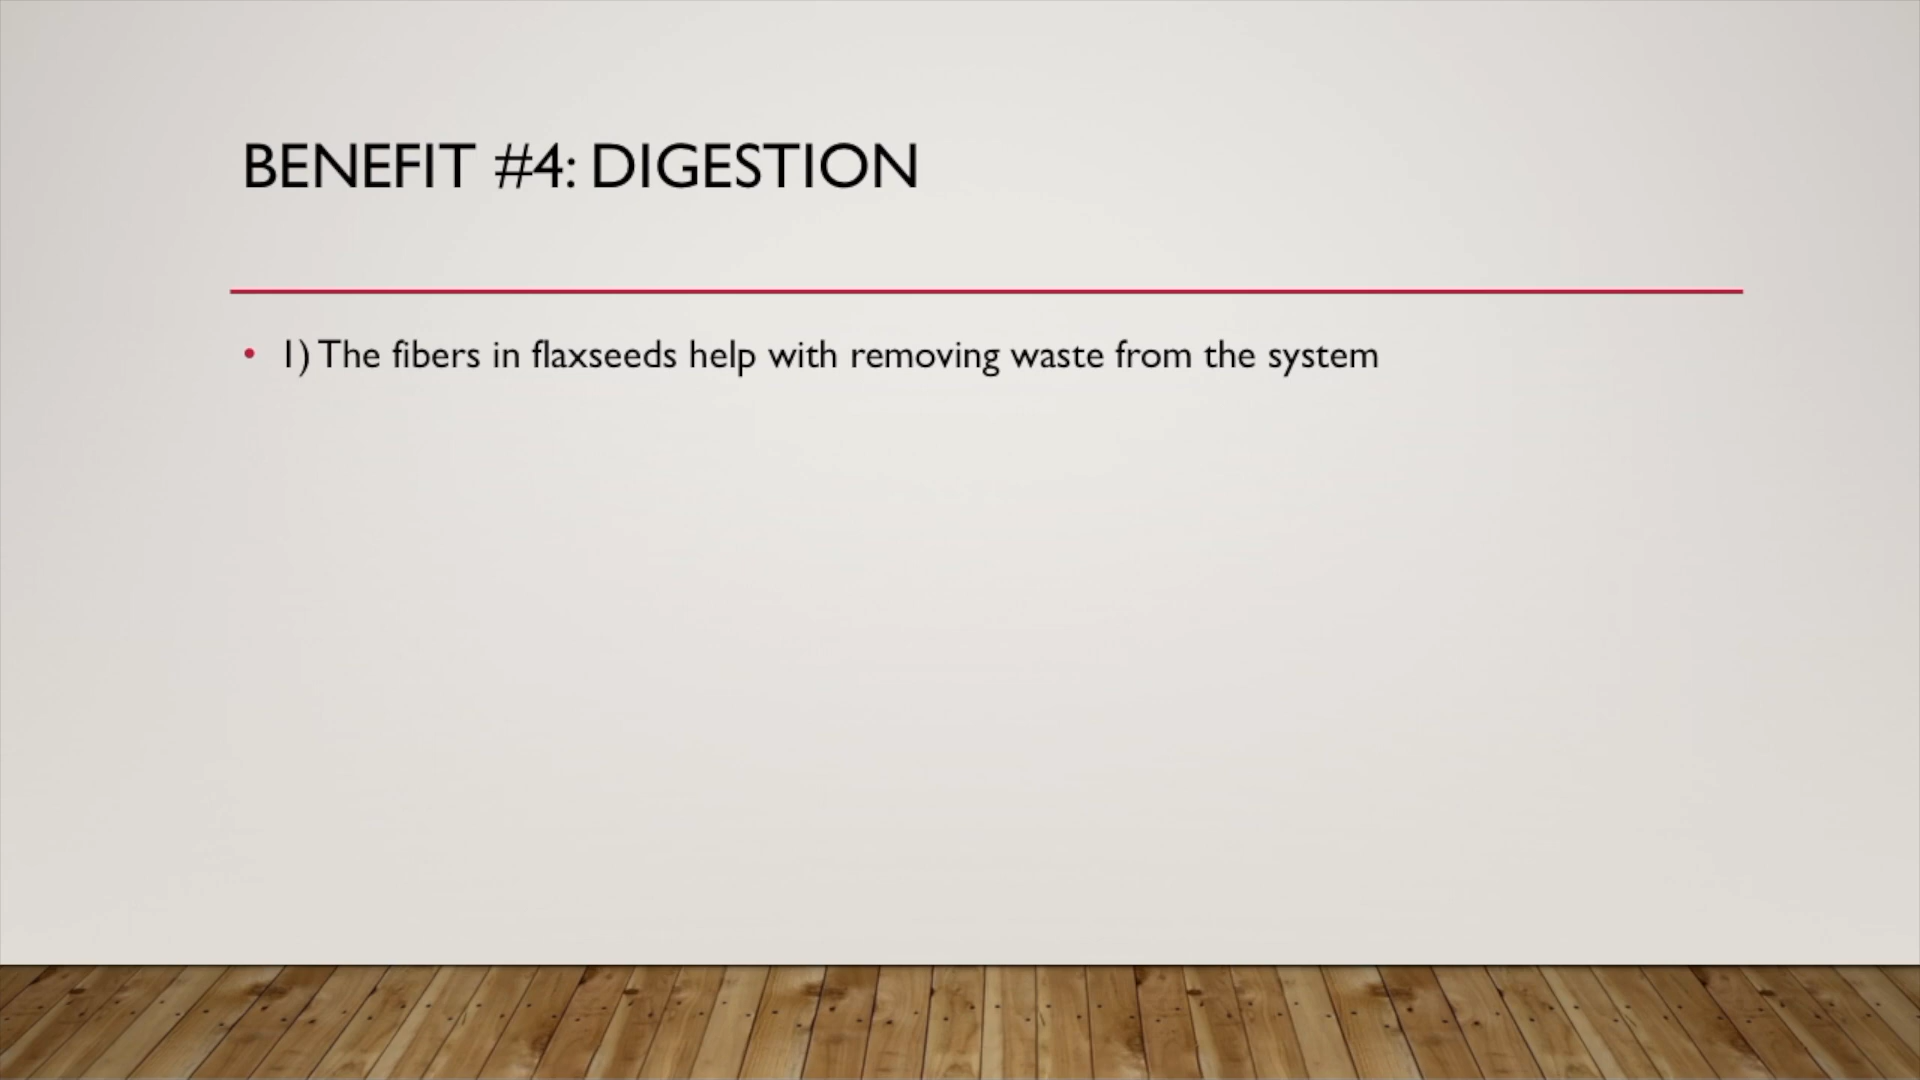 BENEFIT #4: DIGESTION
• 1) The fibers in flaxseeds help with removing waste from the system